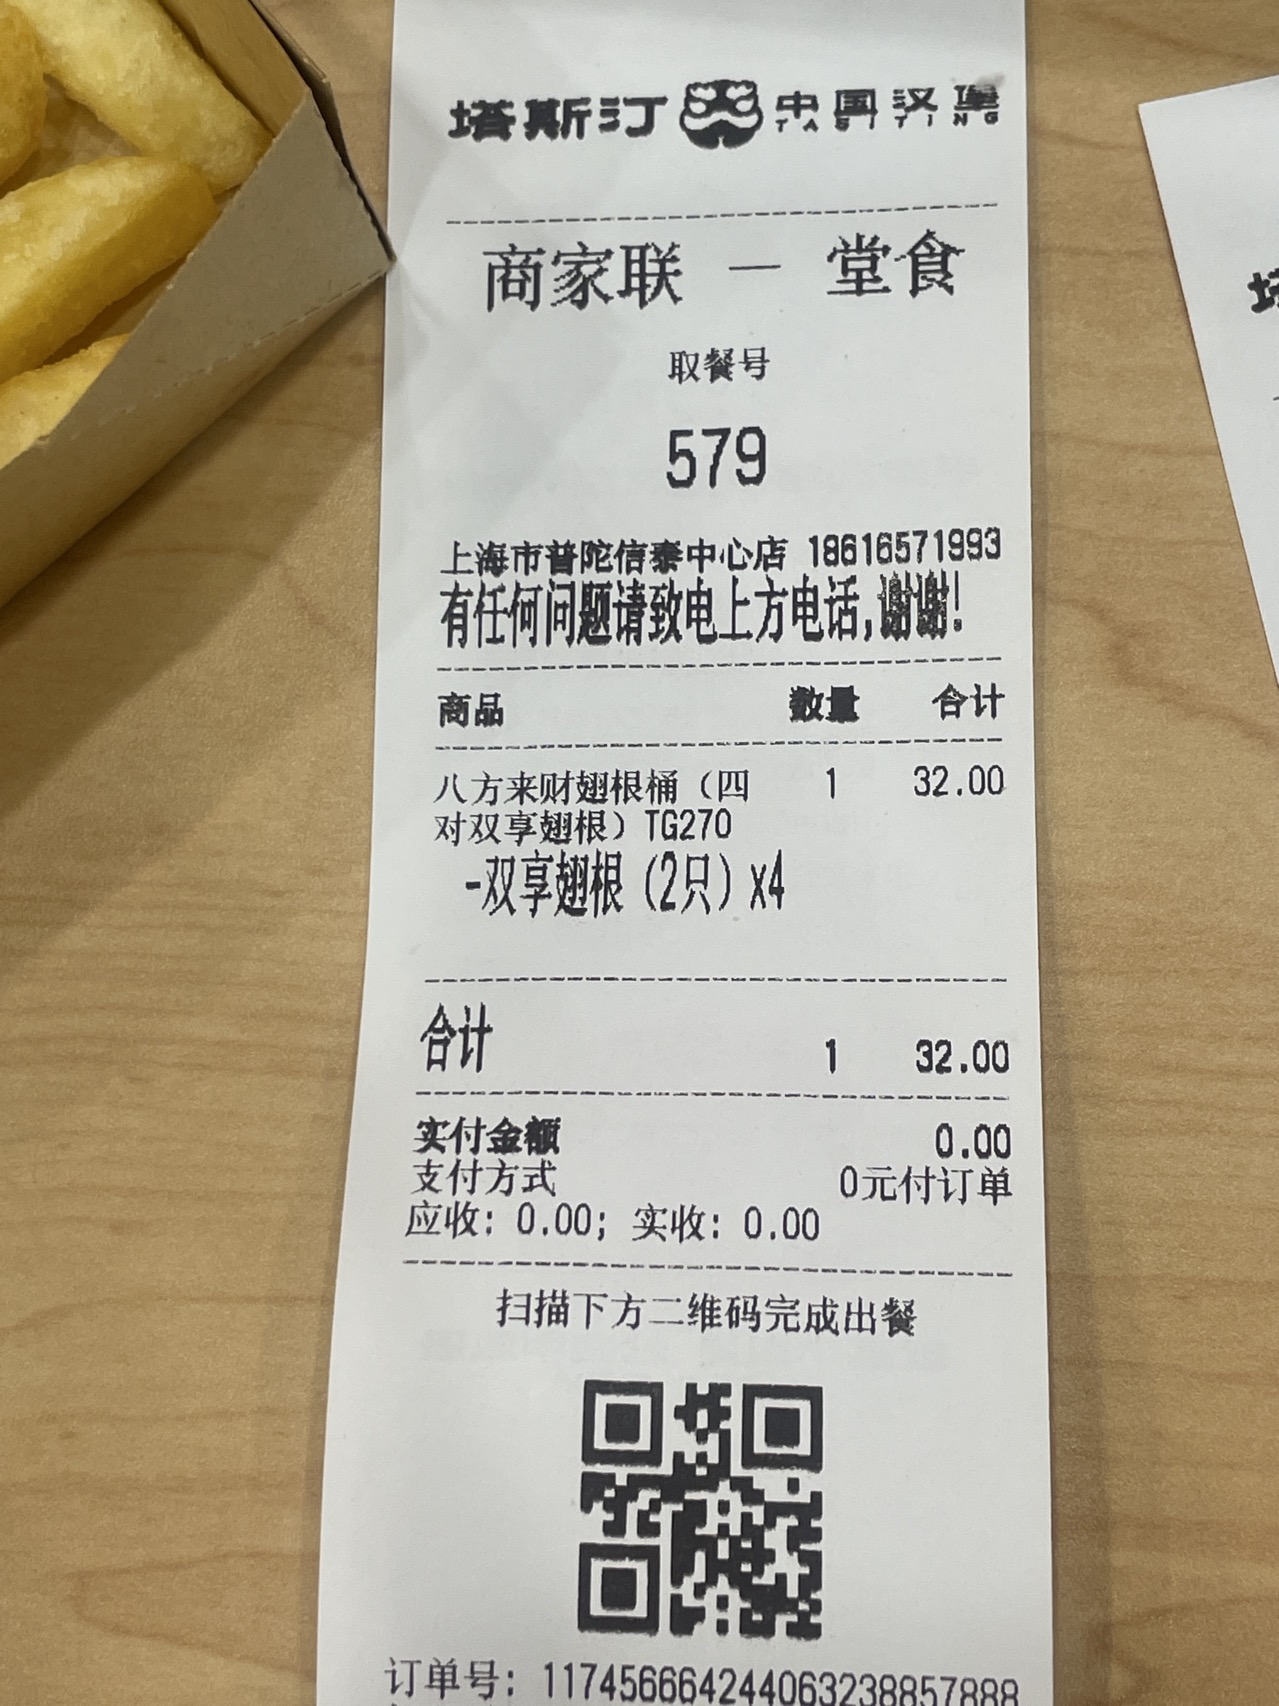 塔斯汀 中国汉堡
TASITING
商家联 — 堂食
取餐号
579
上海市普陀信泰中心店 18616571993
有任何问题请致电上方电话,谢谢!
商品 数量 合计
八方来财翅根桶（四 1 32.00
对双享翅根）TG270
-双享翅根（2只）x4
合计 1 32.00
实付金额 0.00
支付方式 0元付订单
应收: 0.00; 实收: 0.00
扫描下方二维码完成出餐
订单号: 117456664244063238857888